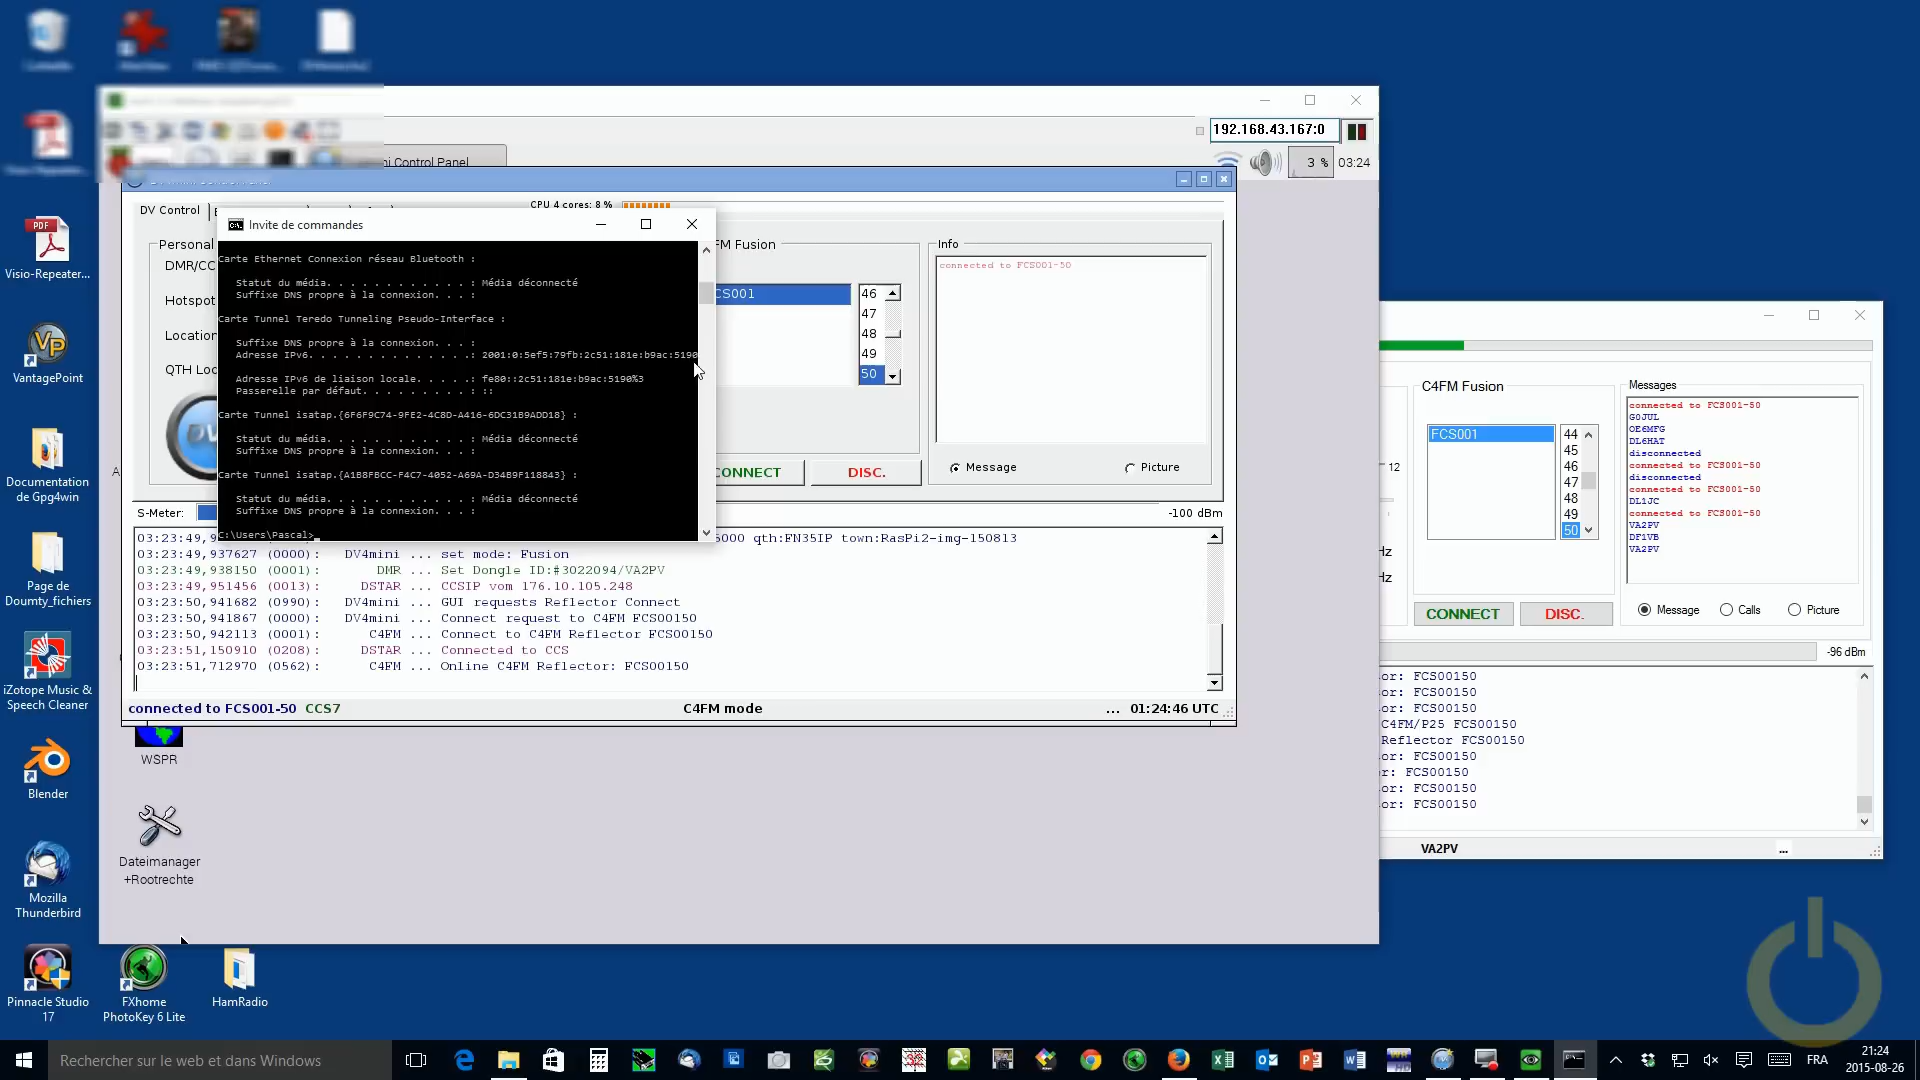 192.168.43.167:0
ni Control Panel
3 %
03:24
DV Control
CPU 4 cores: 8 %
Invite de commandes
Personal
DMR/CC
Hotspot
Location
QTH Loc
Carte Ethernet Connexion réseau Bluetooth :
Statut du média. . . . . . . . . . . . : Média déconnecté
Suffixe DNS propre à la connexion. . . :
Carte Tunnel Teredo Tunneling Pseudo-Interface :
Suffixe DNS propre à la connexion. . . :
Adresse IPv6. . . . . . . . . . . . . .: 2001:0:5ef5:79fb:2c51:181e:b9ac:5190
Adresse IPv6 de liaison locale. . . . .: fe80::2c51:181e:b9ac:5190%3
Passerelle par défaut. . . . . . . . . : ::
Carte Tunnel isatap.{6F6F9C74-9FE2-4C8D-A416-6DC31B9ADD18} :
Statut du média. . . . . . . . . . . . : Média déconnecté
Suffixe DNS propre à la connexion. . . :
Carte Tunnel isatap.{A1B8FBCC-F4C7-4052-A69A-D34B9F118843} :
Statut du média. . . . . . . . . . . . : Média déconnecté
Suffixe DNS propre à la connexion. . . :
C:\Users\Pascal>
FM Fusion
CS001
46
47
48
49
50
ONNECT
DISC.
Info
connected to FCS001-50
Message
Picture
S-Meter:
-100 dBm
03:23:49, 5000 qth:FN35IP town:RasPi2-img-150813
03:23:49,937627 (0000): DV4mini ... set mode: Fusion
03:23:49,938150 (0001): DMR ... Set Dongle ID:#3022094/VA2PV
03:23:49,951456 (0013): DSTAR ... CCSIP vom 176.10.105.248
03:23:50,941682 (0990): DV4mini ... GUI requests Reflector Connect
03:23:50,941867 (0000): DV4mini ... Connect request to C4FM FCS00150
03:23:50,942113 (0001): C4FM ... Connect to C4FM Reflector FCS00150
03:23:51,150910 (0208): DSTAR ... Connected to CCS
03:23:51,712970 (0562): C4FM ... Online C4FM Reflector: FCS00150
connected to FCS001-50 CCS7
C4FM mode
... 01:24:46 UTC
WSPR
Dateimanager
+Rootrechte
12
Hz
Hz
C4FM Fusion
FCS001
44
45
46
47
48
49
50
CONNECT
DISC.
Messages
connected to FCS001-50
G0JUL
OE6MFG
DL6HAT
disconnected
connected to FCS001-50
disconnected
connected to FCS001-50
DL1JC
connected to FCS001-50
VA2PV
DF1VB
VA2PV
Message
Calls
Picture
-96 dBm
or: FCS00150
or: FCS00150
or: FCS00150
C4FM/P25 FCS00150
Reflector FCS00150
or: FCS00150
r: FCS00150
or: FCS00150
or: FCS00150
VA2PV
...
Visio-Repeater...
VantagePoint
Documentation
de Gpg4win
Page de
Doumty_fichiers
iZotope Music &
Speech Cleaner
Blender
Mozilla
Thunderbird
Pinnacle Studio
17
FXhome
PhotoKey 6 Lite
HamRadio
Rechercher sur le web et dans Windows
FRA
21:24
2015-08-26